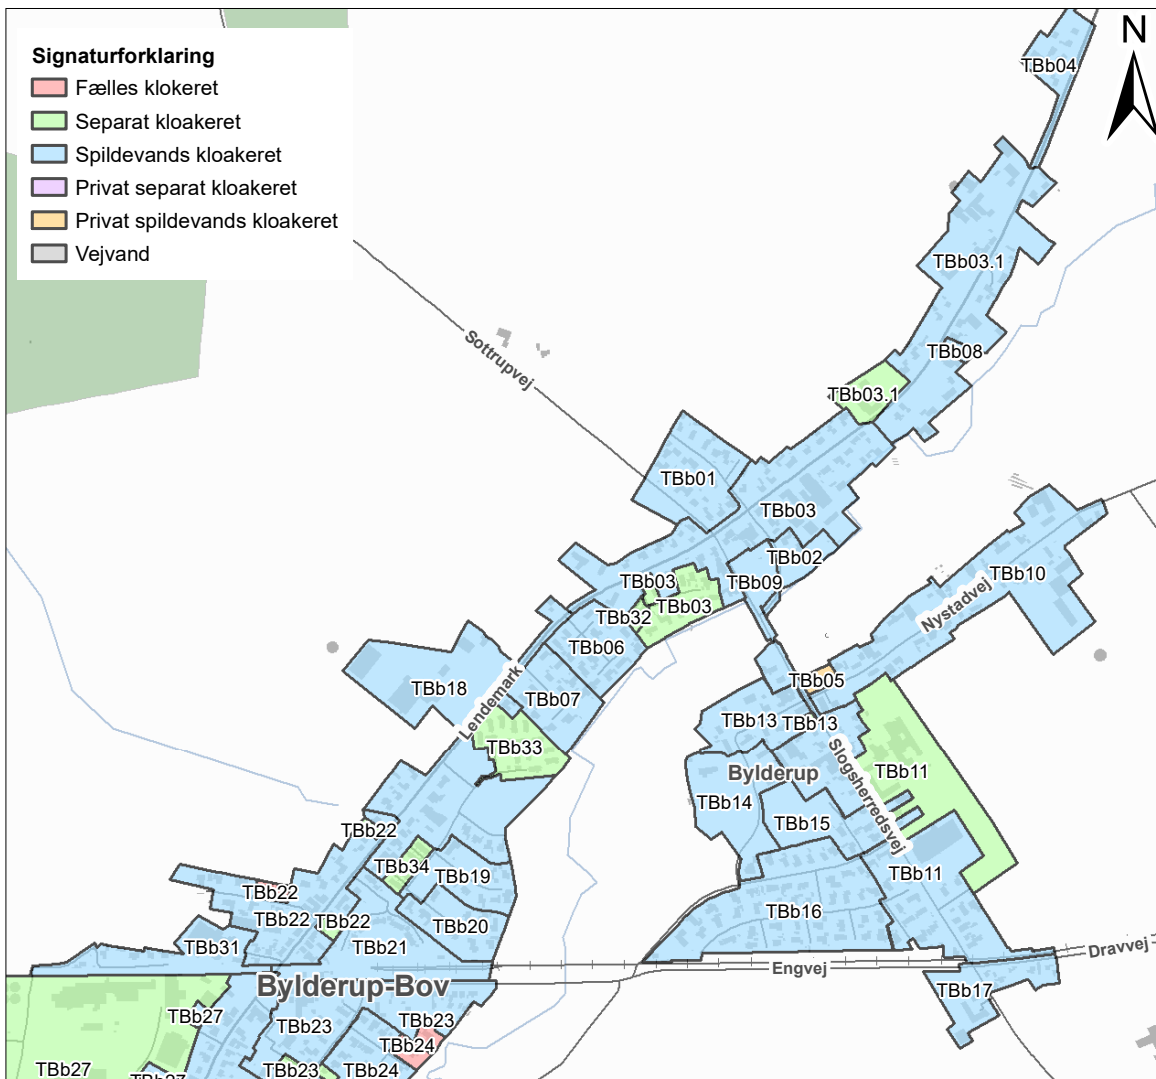 Signaturforklaring
Fælles klokeret
Separat kloakeret
Spildevands kloakeret
Privat separat kloakeret
Privat spildevands kloakeret
Vejvand
N
TBb04
TBb03.1
Sottrupvej
TBb08
TBb03.1
TBb01
TBb03
TBb02
TBb03
TBb09
TBb10
TBb03
TBb32
Nystadvej
TBb06
TBb05
TBb18
Lendemark
TBb07
TBb13
TBb13
TBb33
Slogsherredsvej
Bylderup
TBb11
TBb14
TBb15
TBb22
TBb34
TBb19
TBb11
TBb22
TBb22
TBb22
TBb20
TBb16
TBb31
TBb21
Dravvej
Engvej
Bylderup-Bov
TBb17
TBb27
TBb23
TBb23
TBb24
TBb27
TBb23
TBb24
TBb27